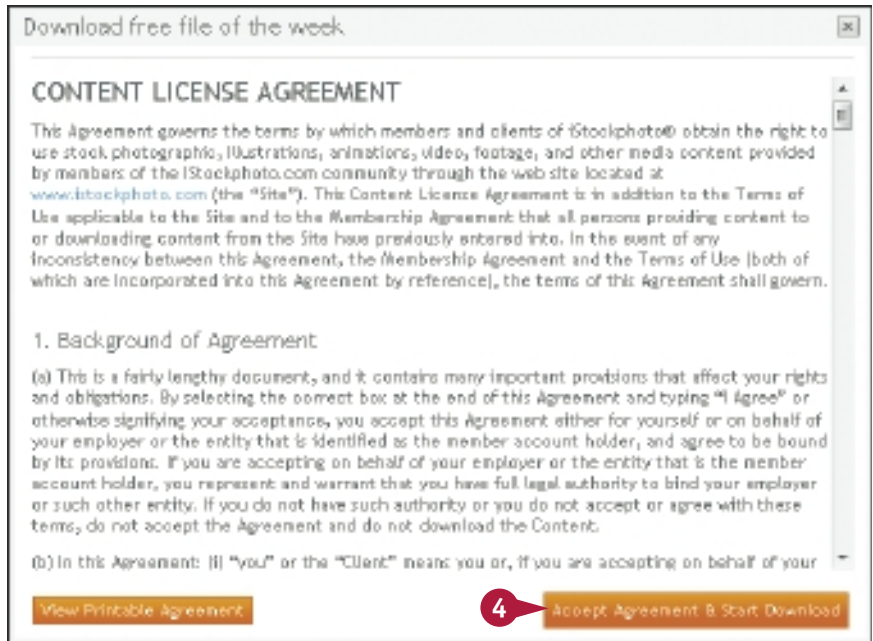 Download free file of the week
CONTENT LICENSE AGREEMENT
This Agreement governs the terms by which members and clients of iStockphoto® obtain the right to
use stock photographic, illustrations, animations, video, footage, and other media content provided
by members of the iStockphoto.com community through the web site located at
www.istockphoto.com (the "Site"). This Content License Agreement is in addition to the Terms of
Use applicable to the Site and to the Membership Agreement that all persons providing content to
or downloading content from the Site have previously entered into. In the event of any
inconsistency between this Agreement, the Membership Agreement and the Terms of Use (both of
which are incorporated into this Agreement by reference), the terms of this Agreement shall govern.
1. Background of Agreement
(a) This is a fairly lengthy document, and it contains many important provisions that affect your rights
and obligations. By selecting the correct box at the end of this Agreement and typing "I Agree" or
otherwise signifying your acceptance, you accept this Agreement either for yourself or on behalf of
your employer or the entity that is identified as the member account holder, and agree to be bound
by its provisions. If you are accepting on behalf of your employer or the entity that is the member
account holder, you represent and warrant that you have full legal authority to bind your employer
or such other entity. If you do not have such authority or you do not accept or agree with these
terms, do not accept the Agreement and do not download the Content.
(b) In this Agreement: (i) "you" or the "Client" means you or, if you are accepting on behalf of your
View Printable Agreement
4
Accept Agreement & Start Download